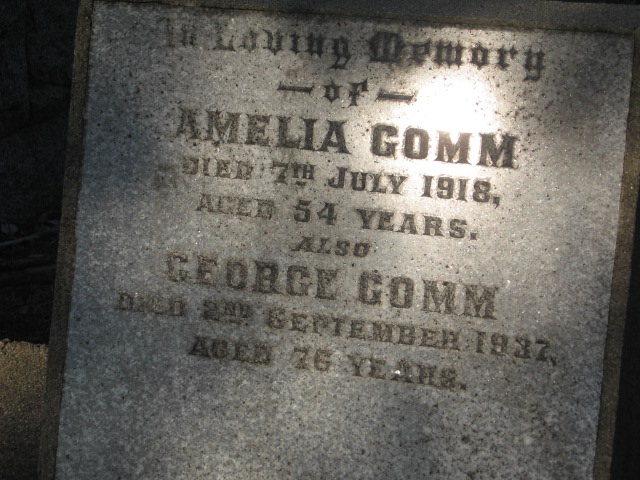 In Loving Memory
— of —
AMELIA GOMM
DIED 7TH JULY 1918,
AGED 54 YEARS.
ALSO
GEORGE GOMM
DIED 2ND SEPTEMBER 1937,
AGED 76 YEARS.